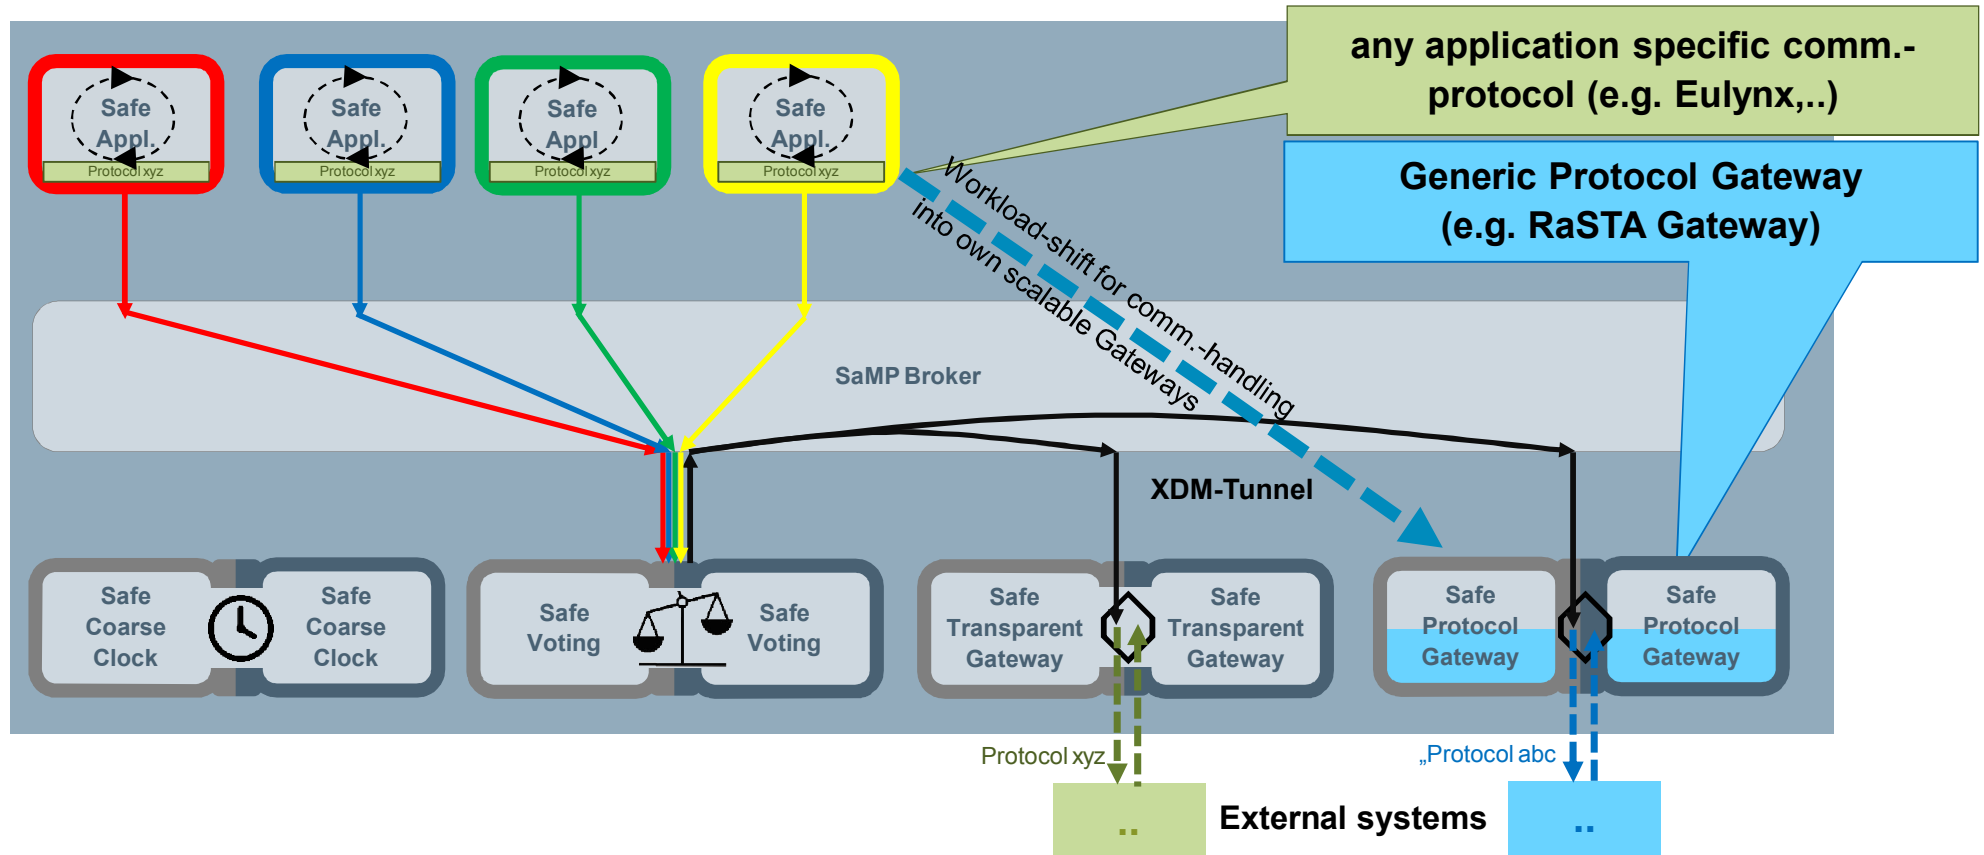 any application specific comm.-
protocol (e.g. Eulynx,..)
Generic Protocol Gateway
(e.g. RaSTA Gateway)
Safe
Appl.
Protocol xyz
Safe
Appl.
Protocol xyz
Safe
Appl
Protocol xyz
Safe
Appl.
Protocol xyz
Workload-shift for comm.-handling
into own scalable Gateways
SaMP Broker
XDM-Tunnel
Safe
Coarse
Clock
Safe
Coarse
Clock
Safe
Voting
Safe
Voting
Safe
Transparent
Gateway
Safe
Transparent
Gateway
Safe
Protocol
Gateway
Safe
Protocol
Gateway
Protocol xyz
„Protocol abc
..
External systems
..